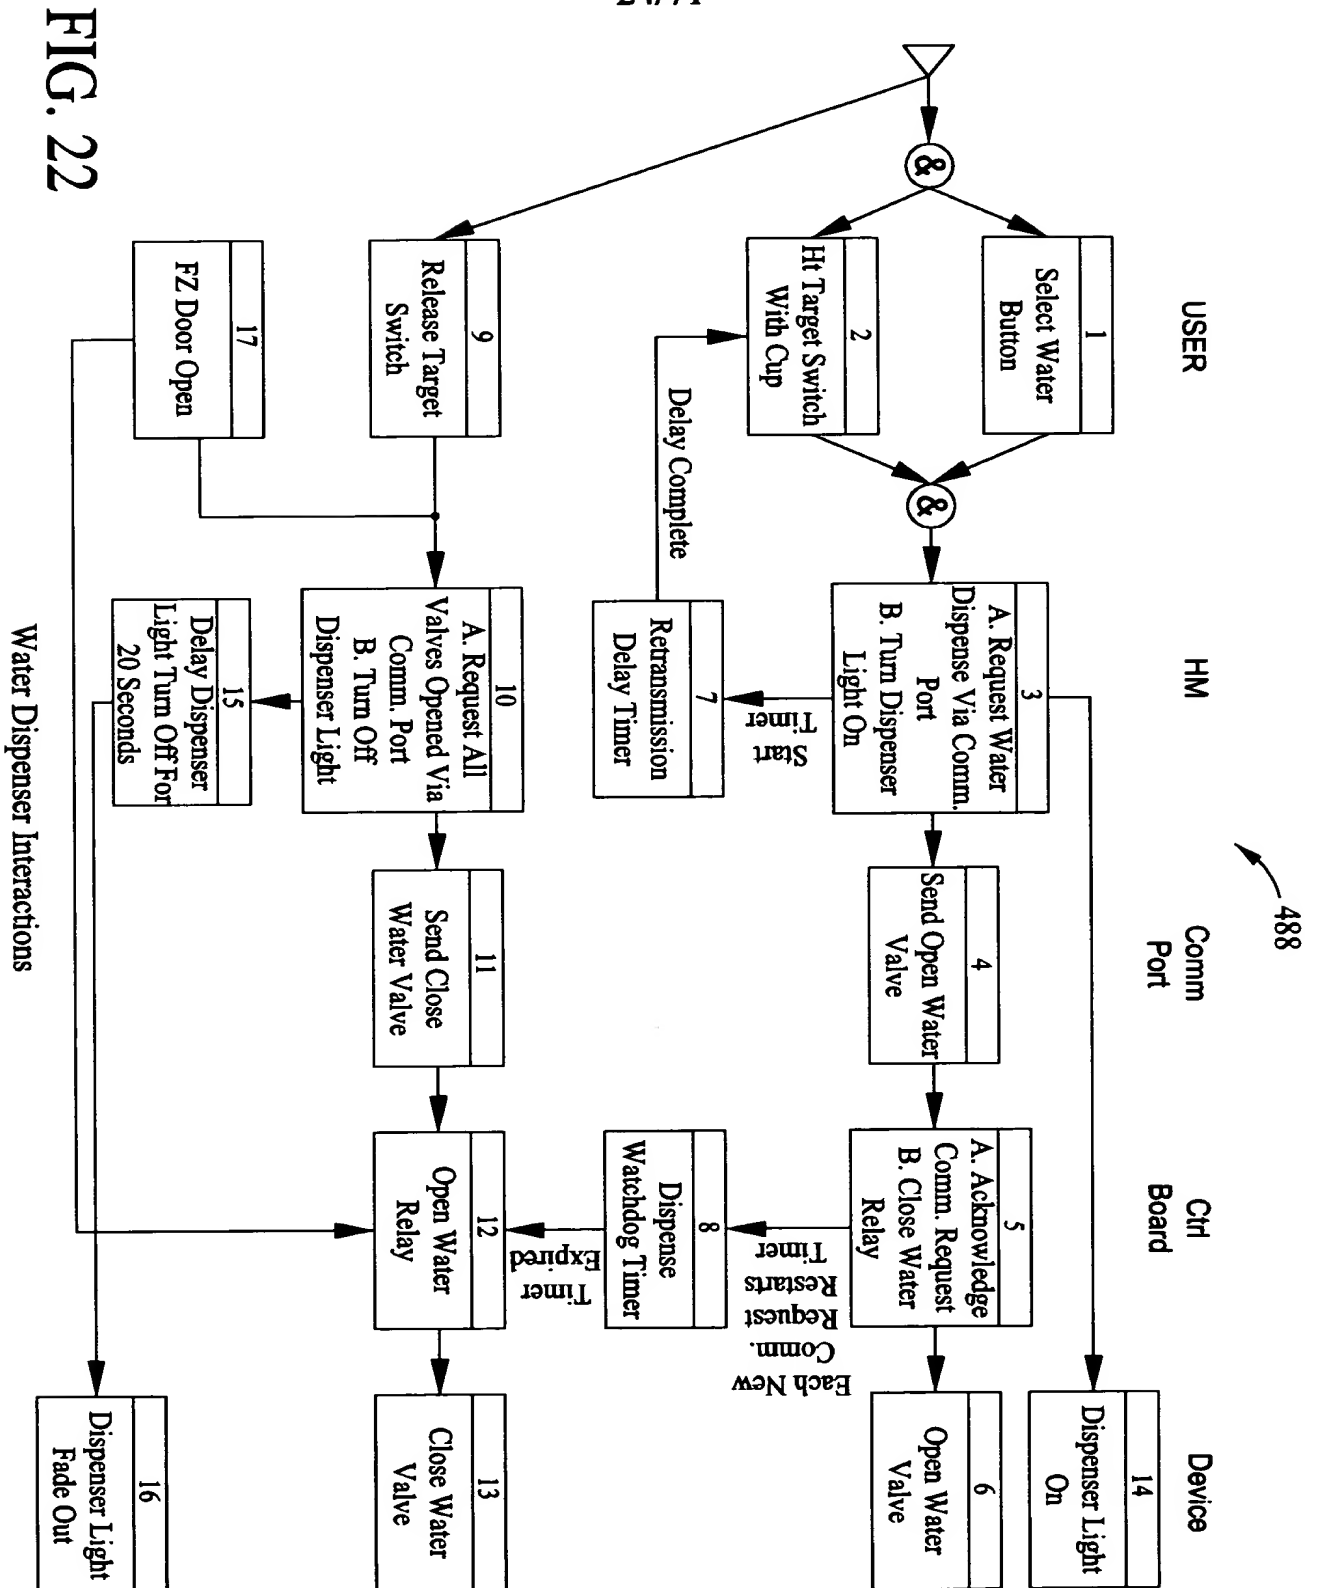 488
USER
HM
Comm
Port
Ctrl
Board
Device
1
Select Water
Button
2
Ht Target Switch
With Cup
&
&
3
A. Request Water
Dispense Via Comm.
Port
B. Turn Dispenser
Light On
4
Send Open Water
Valve
5
A. Acknowledge
Comm. Request
B. Close Water
Relay
6
Open Water
Valve
14
Dispenser Light
On
Start
Timer
7
Retransmission
Delay Timer
Delay Complete
Each New
Comm.
Request
Restarts
Timer
8
Dispense
Watchdog Timer
Timer
Expired
9
Release Target
Switch
10
A. Request All
Valves Opened Via
Comm. Port
B. Turn Off
Dispenser Light
11
Send Close
Water Valve
12
Open Water
Relay
13
Close Water
Valve
17
FZ Door Open
15
Delay Dispenser
Light Turn Off For
20 Seconds
16
Dispenser Light
Fade Out
Water Dispenser Interactions
FIG. 22